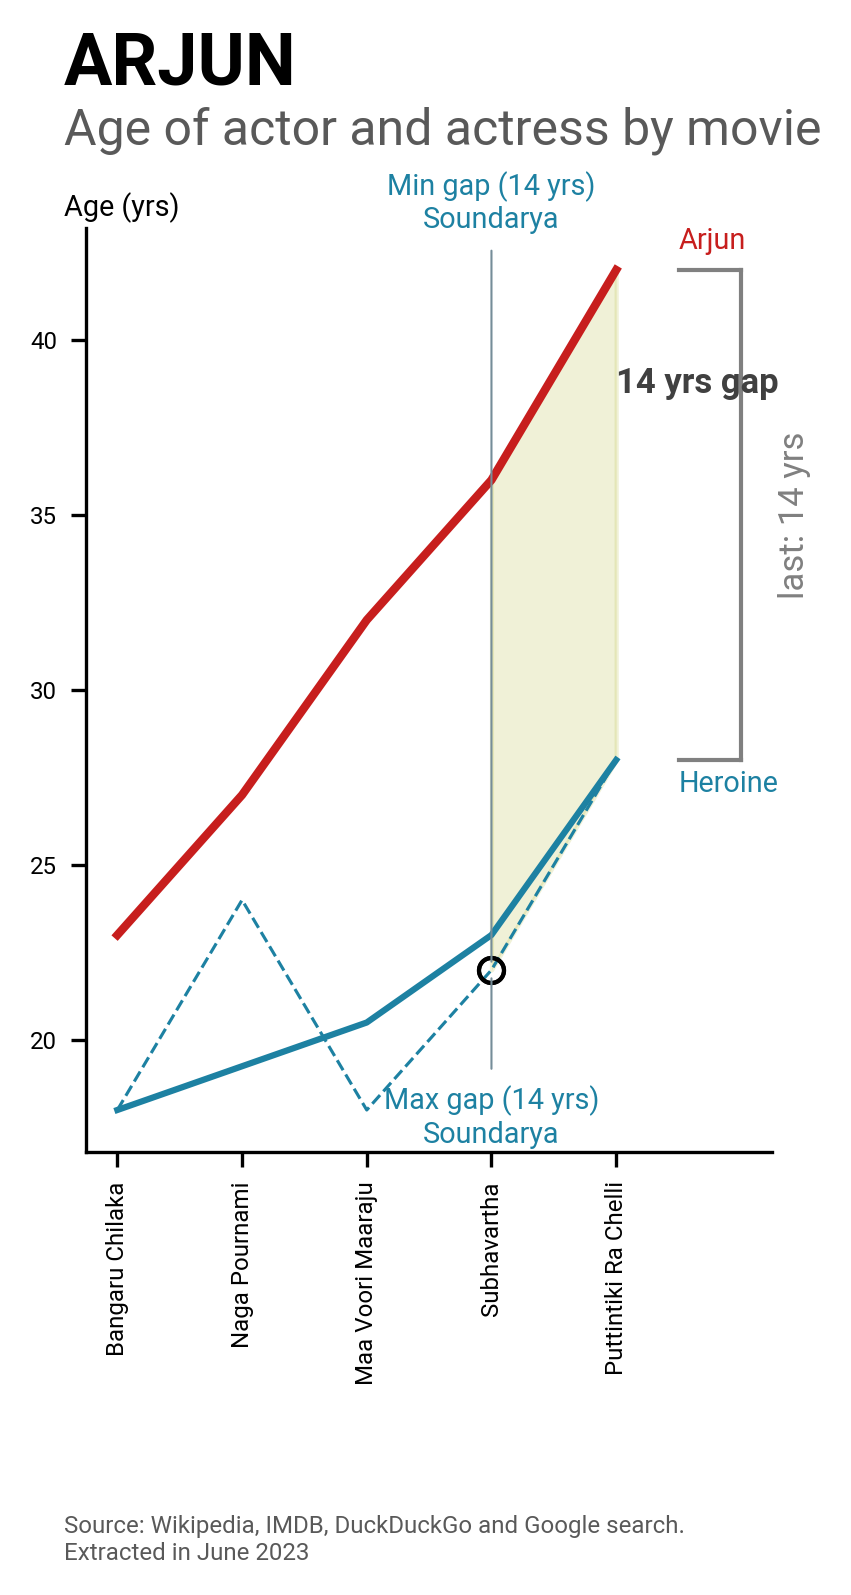 ARJUN
Age of actor and actress by movie
Min gap (14 yrs)
Soundarya
Age (yrs)
Arjun
40
14 yrs gap
last: 14 yrs
35
30
Heroine
25
20
Max gap (14 yrs)
Soundarya
Bangaru Chilaka
Naga Pournami
Maa Voori Maaraju
Subhavartha
Puttintiki Ra Chelli
Source: Wikipedia, IMDB, DuckDuckGo and Google search.
Extracted in June 2023